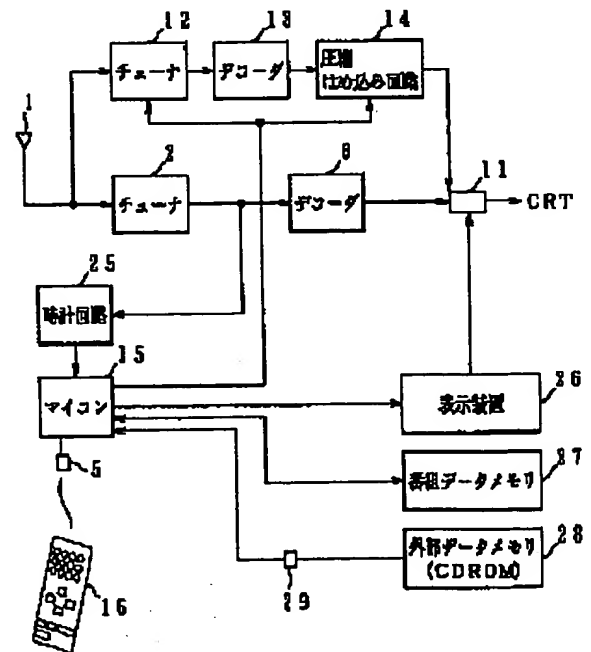 12
13
14
チューナ
デコーダ
圧縮
はめ込み回路
1
2
8
11
チューナ
デコーダ
CRT
25
時計回路
15
マイコン
26
表示装置
5
27
番組データメモリ
28
外部データメモリ
(CDROM)
29
16